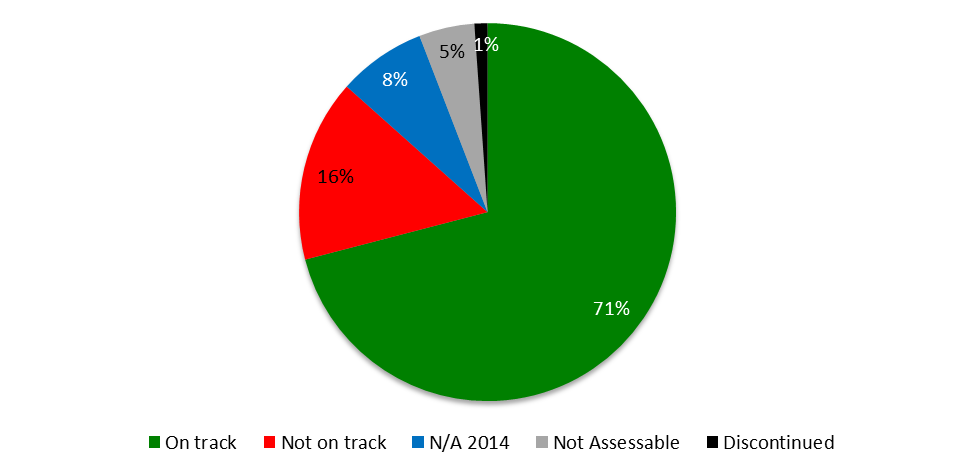 5%
1%
8%
16%
71%
On track
Not on track
N/A 2014
Not Assessable
Discontinued